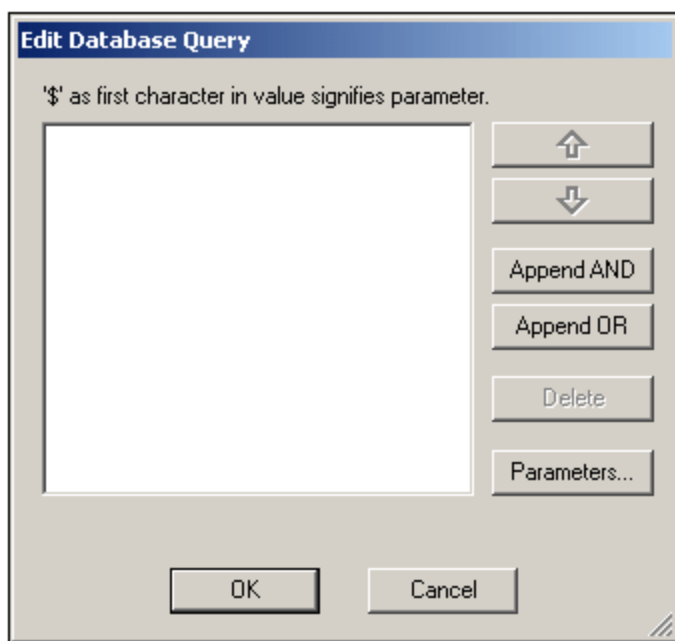 Edit Database Query
'$' as first character in value signifies parameter.
Append AND
Append OR
Delete
Parameters...
OK
Cancel